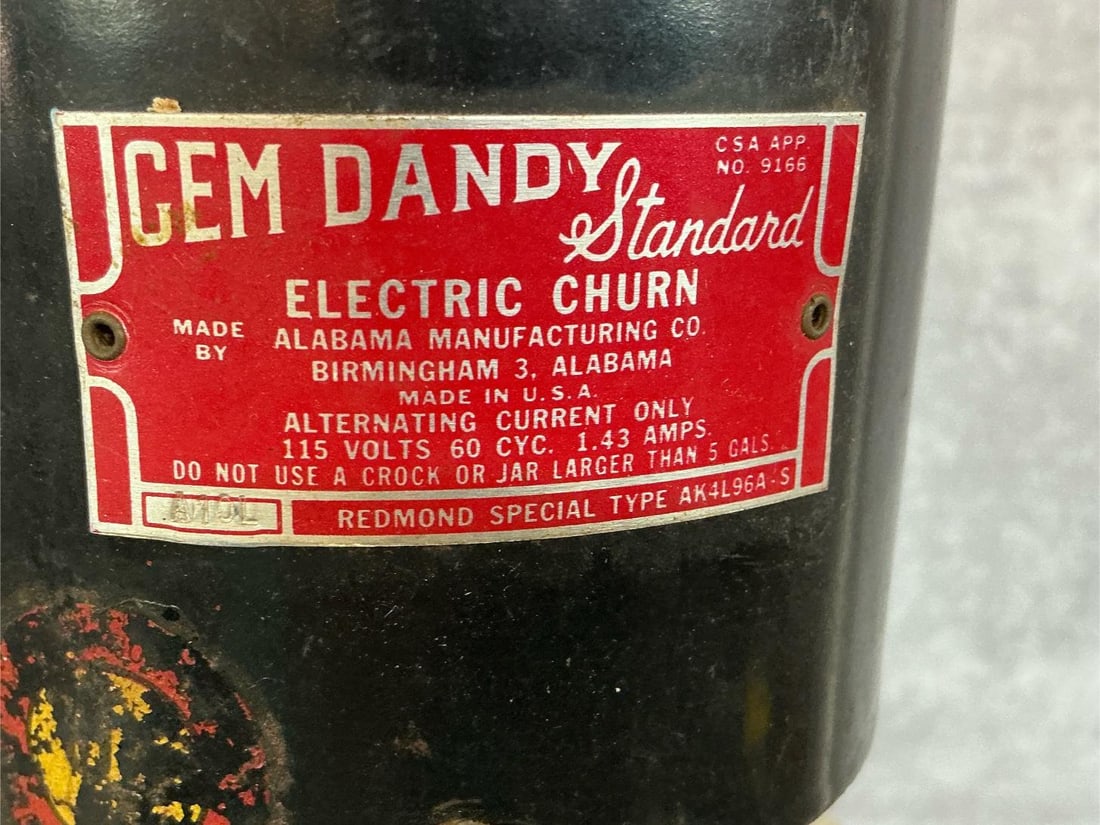 GEM DANDY
Standard
CSA APP.
NO. 9166
ELECTRIC CHURN
MADE BY
ALABAMA MANUFACTURING CO.
BIRMINGHAM 3, ALABAMA
MADE IN U.S.A.
ALTERNATING CURRENT ONLY
115 VOLTS 60 CYC. 1.43 AMPS.
DO NOT USE A CROCK OR JAR LARGER THAN 5 GALS.
REDMOND SPECIAL TYPE AK4L96A-S